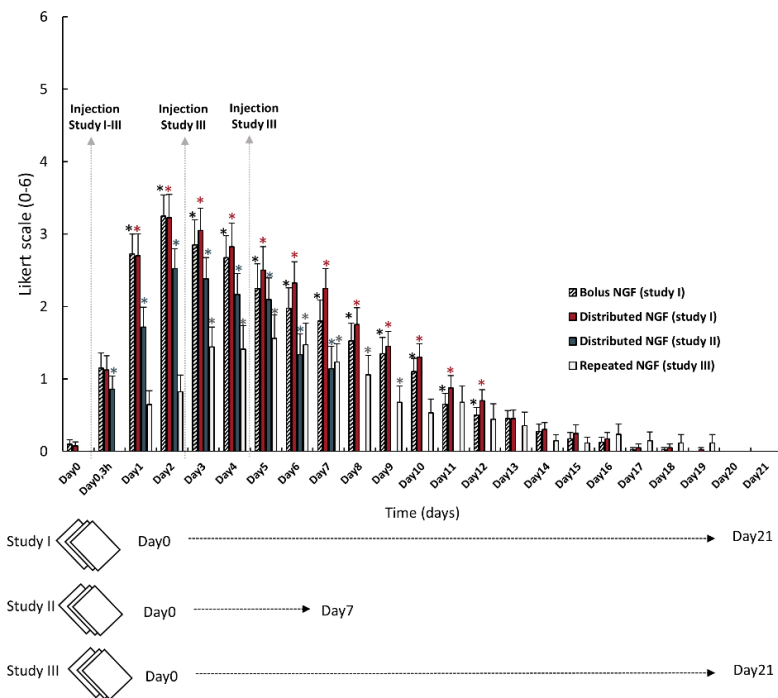 6
5
4
3
2
1
0
Likert scale (0-6)
Injection
Study I-III
Injection
Study III
Injection
Study III
* * * * * * * * * * * * * * * * * * * * * * * * * * * * * * * * * * * * * *
Bolus NGF (study I)
Distributed NGF (study I)
Distributed NGF (study II)
Repeated NGF (study III)
Day0
Day0,3h
Day1
Day2
Day3
Day4
Day5
Day6
Day7
Day8
Day9
Day10
Day11
Day12
Day13
Day14
Day15
Day16
Day17
Day18
Day19
Day20
Day21
Time (days)
Study I Day0 Day21
Study II Day0 Day7
Study III Day0 Day21